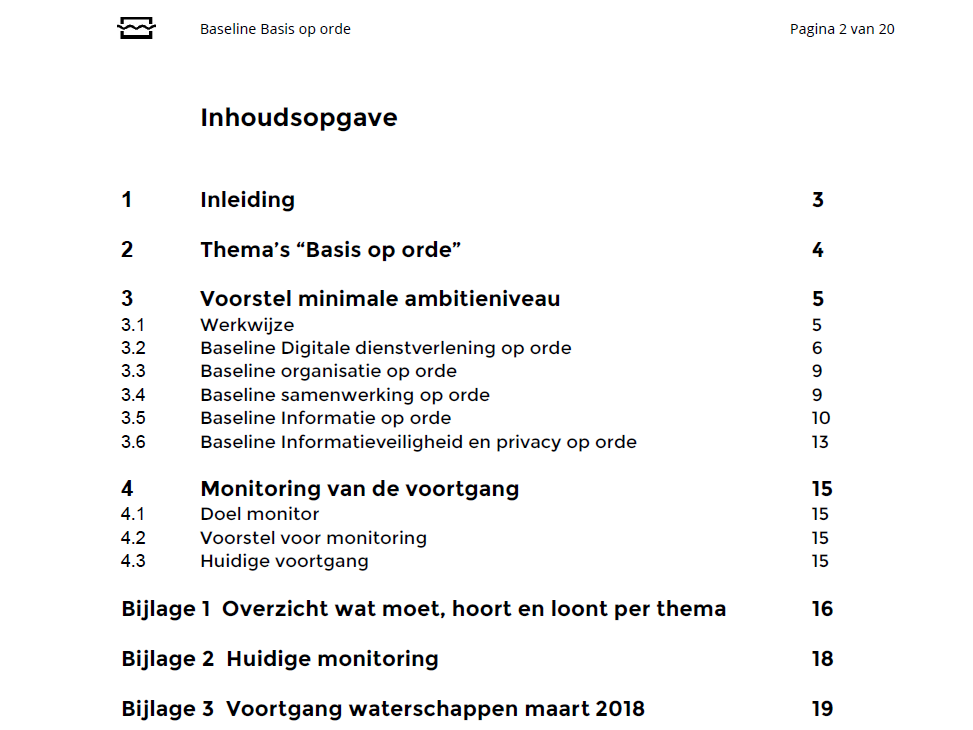 Baseline Basis op orde Pagina 2 van 20
Inhoudsopgave
1 Inleiding 3
2 Thema’s “Basis op orde” 4
3 Voorstel minimale ambitieniveau 5
3.1 Werkwijze 5
3.2 Baseline Digitale dienstverlening op orde 6
3.3 Baseline organisatie op orde 9
3.4 Baseline samenwerking op orde 9
3.5 Baseline Informatie op orde 10
3.6 Baseline Informatieveiligheid en privacy op orde 13
4 Monitoring van de voortgang 15
4.1 Doel monitor 15
4.2 Voorstel voor monitoring 15
4.3 Huidige voortgang 15
Bijlage 1 Overzicht wat moet, hoort en loont per thema 16
Bijlage 2 Huidige monitoring 18
Bijlage 3 Voortgang waterschappen maart 2018 19